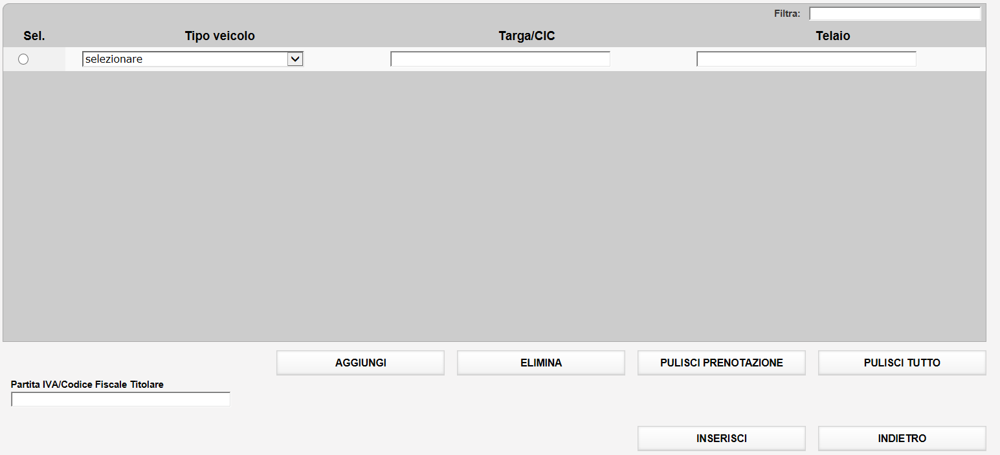 Filtra:
Sel. Tipo veicolo Targa/CIC Telaio
selezionare
AGGIUNGI ELIMINA PULISCI PRENOTAZIONE PULISCI TUTTO
Partita IVA/Codice Fiscale Titolare
INSERISCI INDIETRO